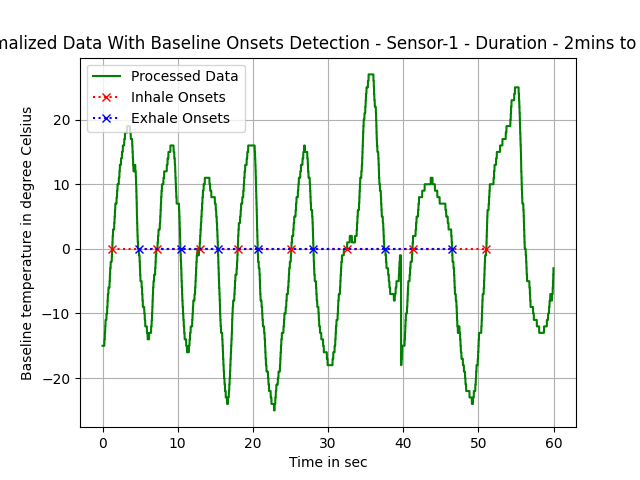 malized Data With Baseline Onsets Detection - Sensor-1 - Duration - 2mins to
Processed Data
Inhale Onsets
Exhale Onsets
Baseline temperature in degree Celsius
20
10
0
−10
−20
0 10 20 30 40 50 60
Time in sec